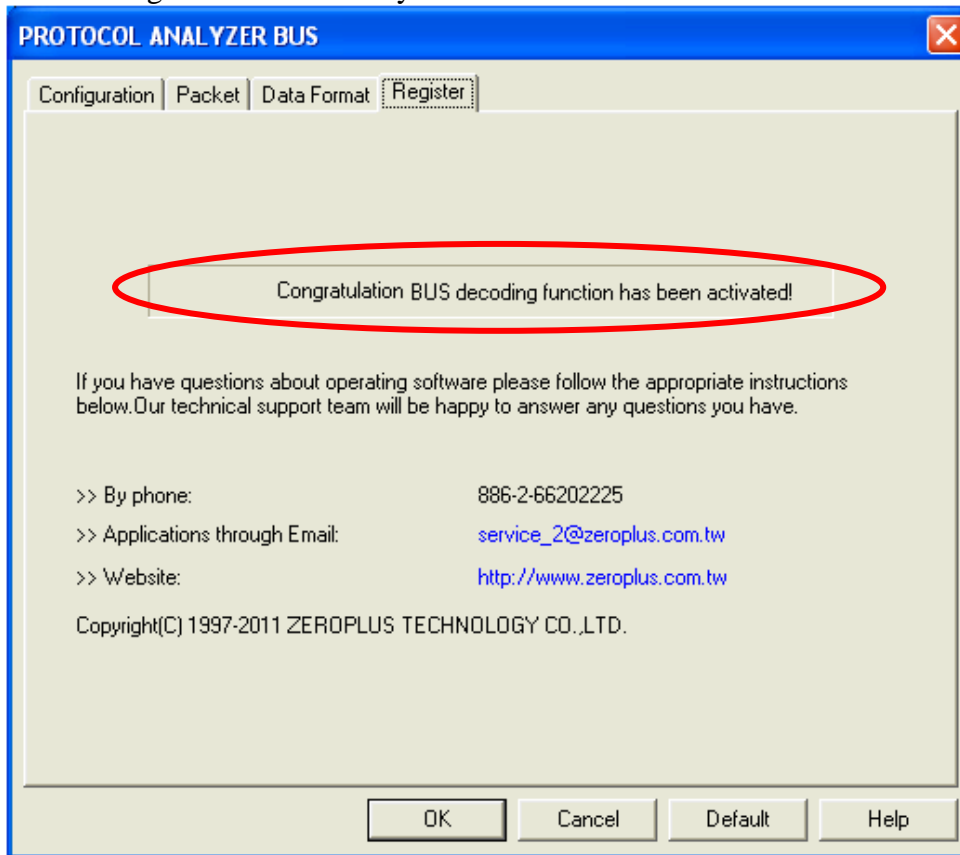 PROTOCOL ANALYZER BUS
Configuration Packet Data Format Register
Congratulation BUS decoding function has been activated!
If you have questions about operating software please follow the appropriate instructions
below.Our technical support team will be happy to answer any questions you have.
>> By phone: 886-2-66202225
>> Applications through Email: service_2@zeroplus.com.tw
>> Website: http://www.zeroplus.com.tw
Copyright(C) 1997-2011 ZEROPLUS TECHNOLOGY CO.,LTD.
OK Cancel Default Help